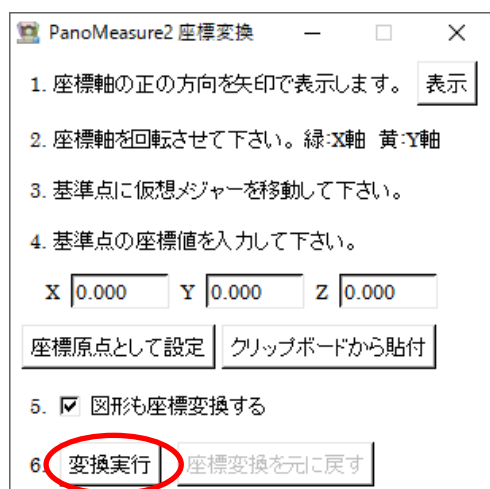 PanoMeasure2 座標変換
1. 座標軸の正の方向を矢印で表示します。 表示
2. 座標軸を回転させて下さい。緑:X軸 黄:Y軸
3. 基準点に仮想メジャーを移動して下さい。
4. 基準点の座標値を入力して下さい。
X 0.000 Y 0.000 Z 0.000
座標原点として設定 クリップボードから貼付
5. 図形も座標変換する
6. 変換実行 座標変換を元に戻す